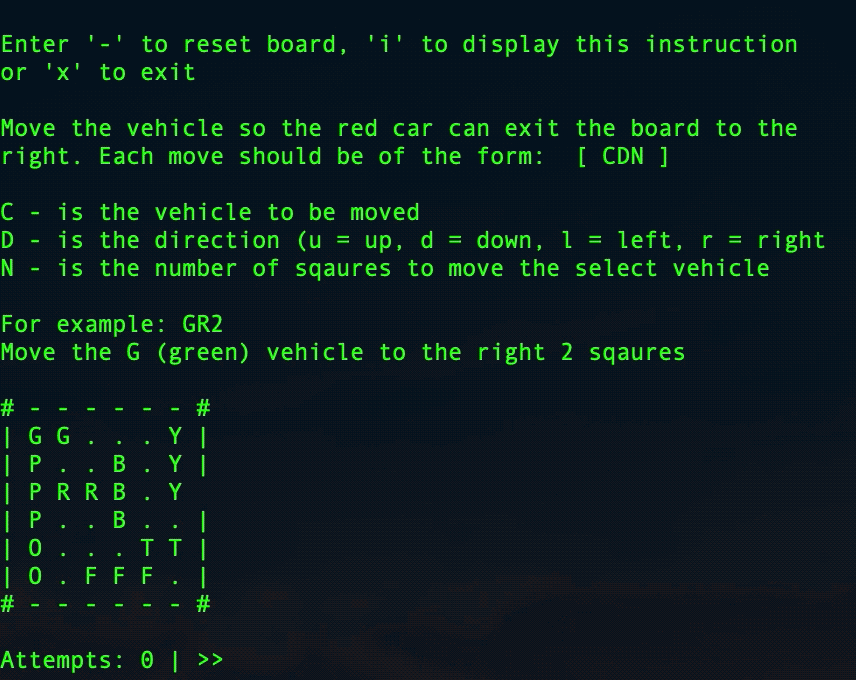 Enter '-' to reset board, 'i' to display this instruction
or 'x' to exit
Move the vehicle so the red car can exit the board to the
right. Each move should be of the form:  [ CDN ]
C - is the vehicle to be moved
D - is the direction (u = up, d = down, l = left, r = right
N - is the number of sqaures to move the select vehicle
For example: GR2
Move the G (green) vehicle to the right 2 sqaures
# - - - - - - #
| G G . . . Y |
| P . . B . Y |
| P R R B . Y
| P . . B . . |
| O . . . T T |
| O . F F F . |
# - - - - - - #
Attempts: 0 | >>